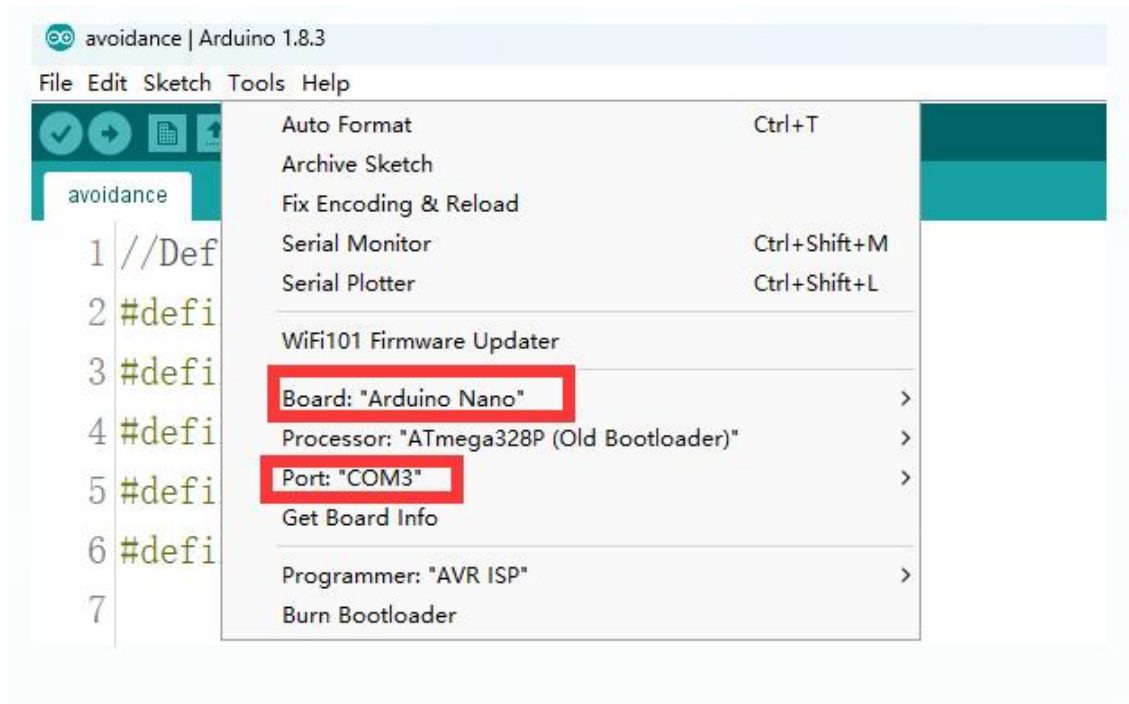 avoidance | Arduino 1.8.3
File Edit Sketch Tools Help
Auto Format Ctrl+T
Archive Sketch
avoidance
Fix Encoding & Reload
1 //Def
Serial Monitor Ctrl+Shift+M
Serial Plotter Ctrl+Shift+L
2 #defi
WiFi101 Firmware Updater
3 #defi
Board: "Arduino Nano"
4 #defi
Processor: "ATmega328P (Old Bootloader)"
Port: "COM3"
5 #defi
Get Board Info
6 #defi
Programmer: "AVR ISP"
7
Burn Bootloader